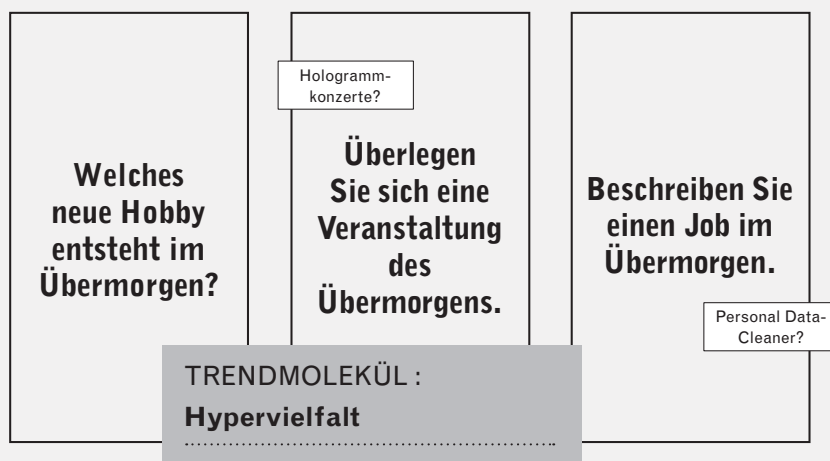 Welches
neue Hobby
entsteht im
Übermorgen?
Hologramm-
konzerte?
Überlegen
Sie sich eine
Veranstaltung
des
Übermorgens.
Beschreiben Sie
einen Job im
Übermorgen.
Personal Data-
Cleaner?
TRENDMOLEKÜL :
Hypervielfalt